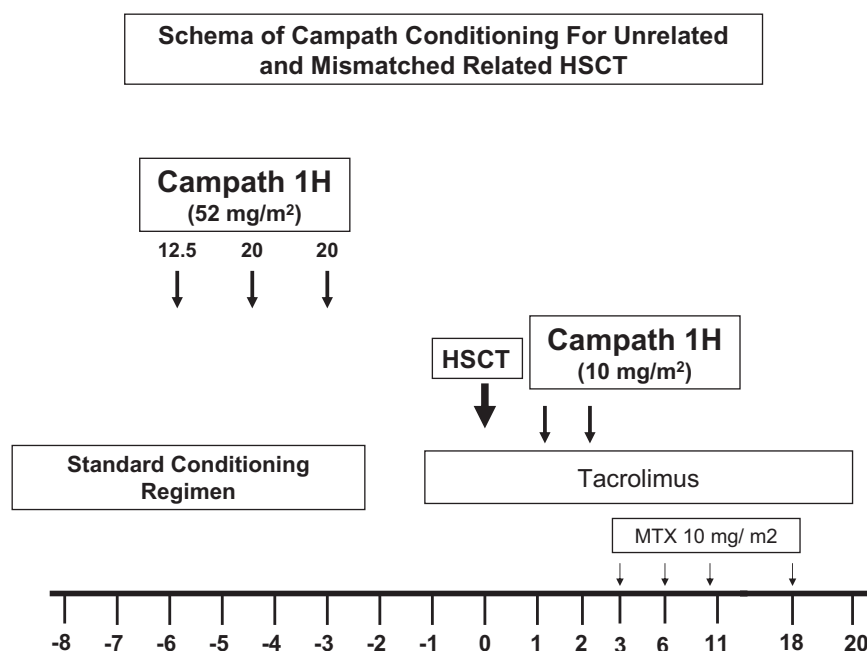 Schema of Campath Conditioning For Unrelated
and Mismatched Related HSCT
Campath 1H
(52 mg/m²)
12.5 20 20
HSCT
Campath 1H
(10 mg/m²)
Standard Conditioning
Regimen
Tacrolimus
MTX 10 mg/ m2
-8 -7 -6 -5 -4 -3 -2 -1 0 1 2 3 6 11 18 20